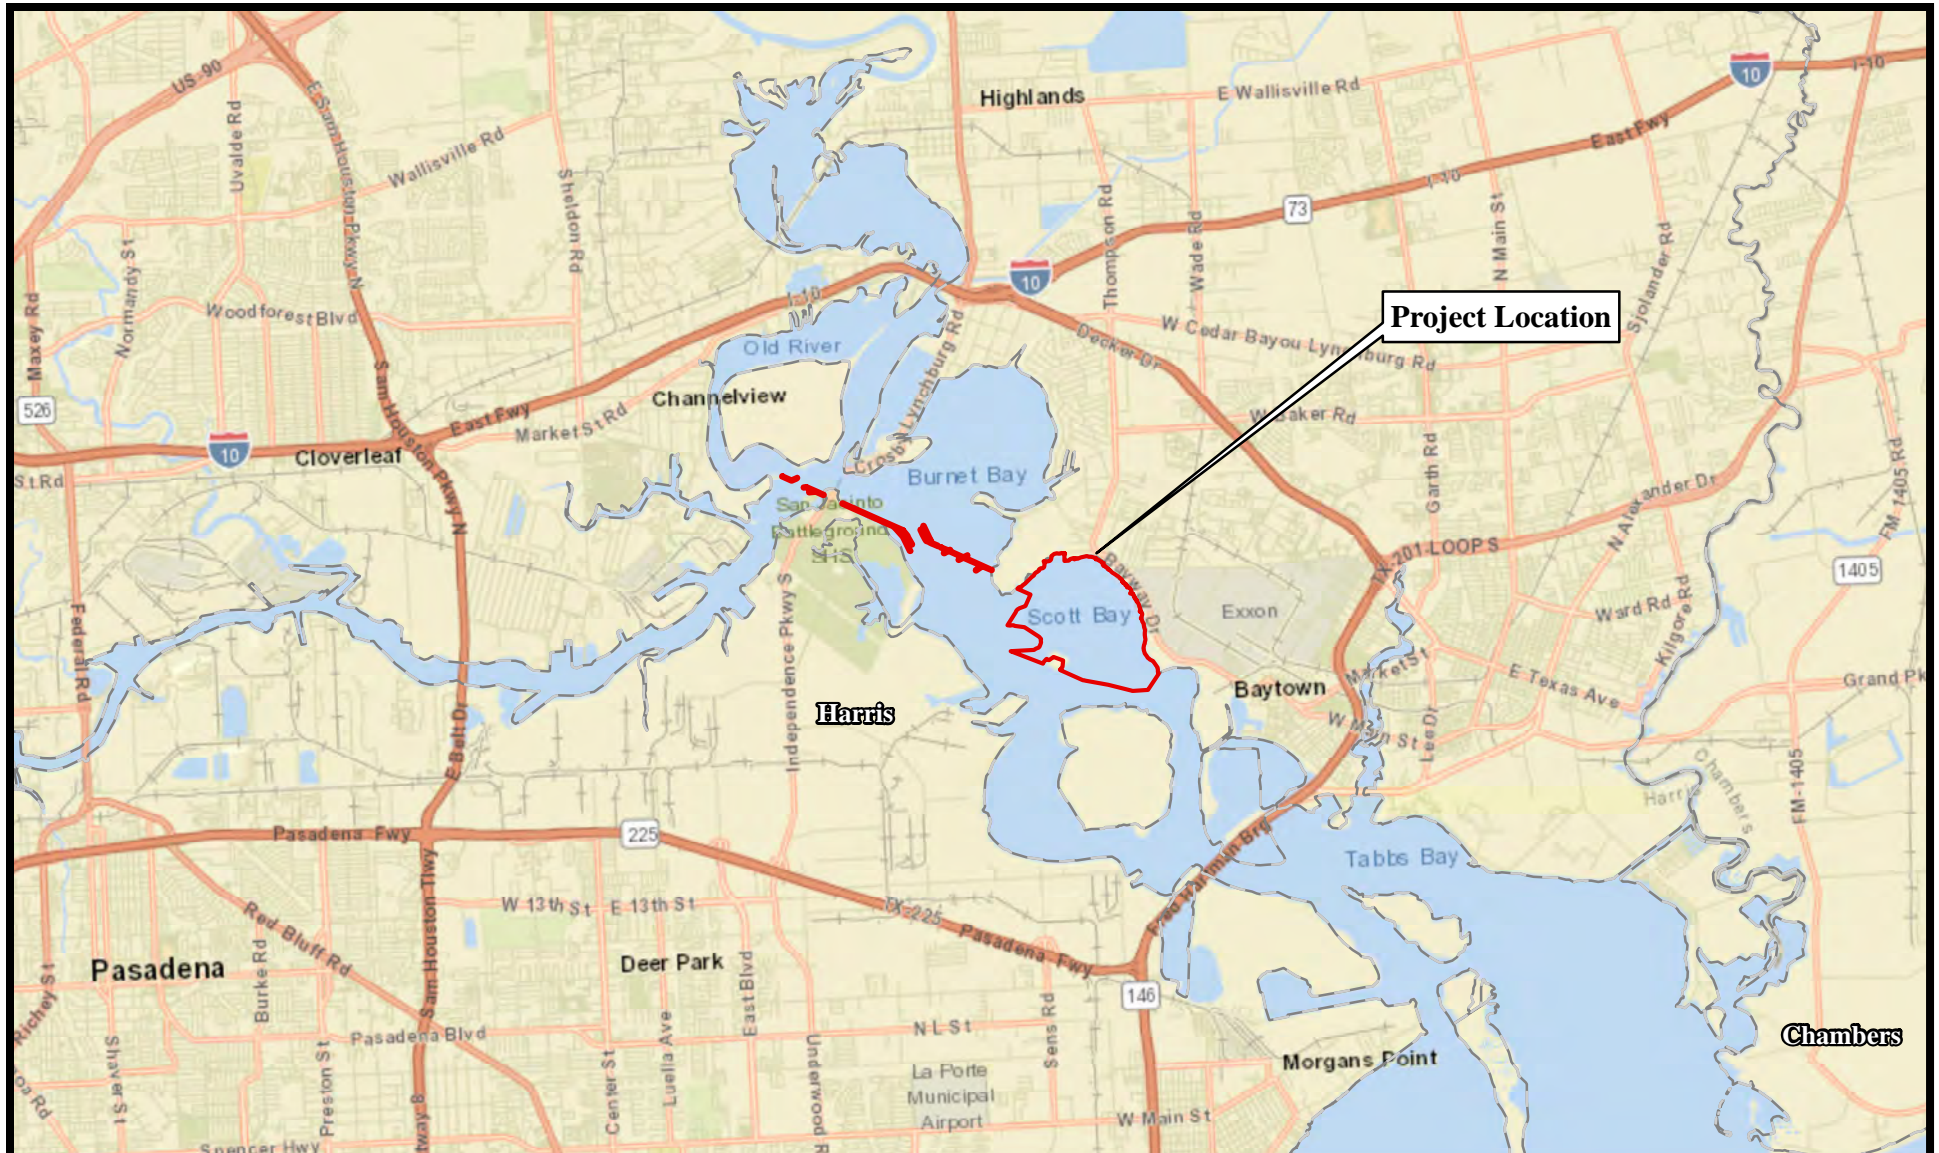 US-90
E Sam Houston Pkwy N
Uvalde Rd
Wallisville Rd
Sheldon Rd
Highlands
E Wallisville Rd
10
I-10
East Fwy
I-10
73
Thompson Rd
Wade Rd
N Main St
Sjolander Rd
Normandy St
Maxey Rd
Woodforest Blvd
I-10
10
Project Location
Old River
Decker Dr
W Cedar Bayou Lynchburg Rd
Crosby Lynchburg Rd
Channelview
526
Sam Houston Pkwy N
East Fwy
Market St Rd
W Baker Rd
10
Cloverleaf
St Rd
Burnet Bay
Garth Rd
N Alexander Dr
FM 1405 Rd
San Jacinto
Battleground
SHS
TX-201 LOOP S
1405
Bayway Dr
Scott Bay
Exxon
Ward Rd
Kilgore Rd
Federal Rd
Independence Pkwy S
Market St
E Texas Ave
Grand Pk
Baytown
Harris
W Main St
Lee Dr
E Belt Dr
Chambers
Harris
FM-1405
Pasadena Fwy
225
Fred Hartman Brg
Tabbs Bay
W 13th St
E 13th St
TX-225
Pasadena Fwy
Red Bluff Rd
Sam Houston Tlwy
Burke Rd
Pasadena
Deer Park
East Blvd
146
Richey St
Pasadena Blvd
Luella Ave
N L St
Sens Rd
Chambers
Morgans Point
Shaver St
Preston St
Center St
Underwood R
La Porte
Municipal
Airport
W Main St
Spencer Hwy
tway 8